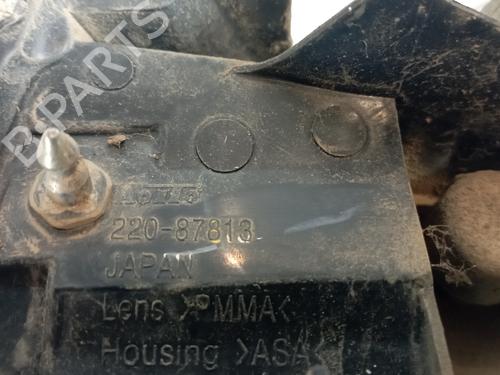 B-PARTS
220-87813
JAPAN
Lens >PMMA<
Housing >ASA<